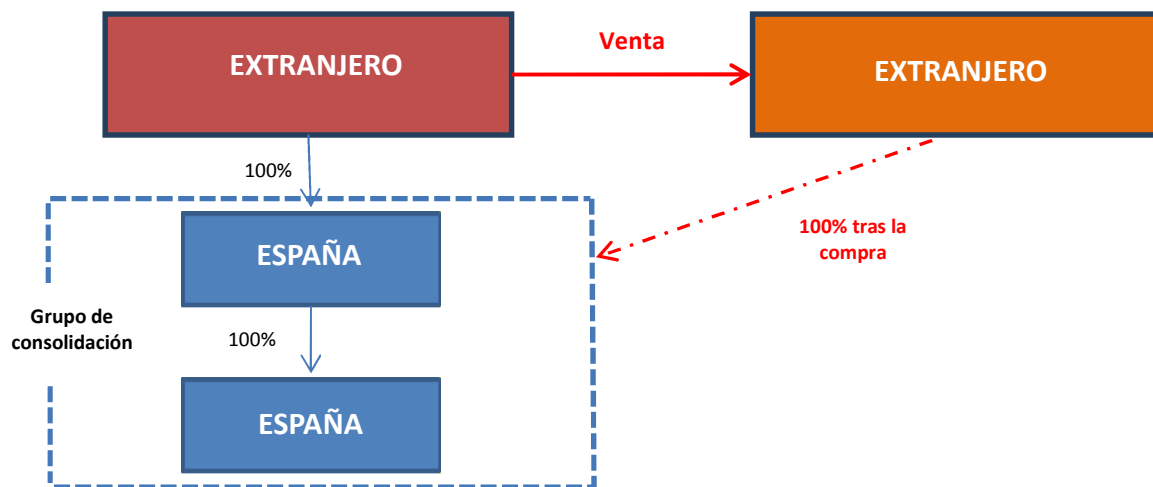 Venta
EXTRANJERO
EXTRANJERO
100%
100% tras la
compra
ESPAÑA
Grupo de
consolidación
100%
ESPAÑA